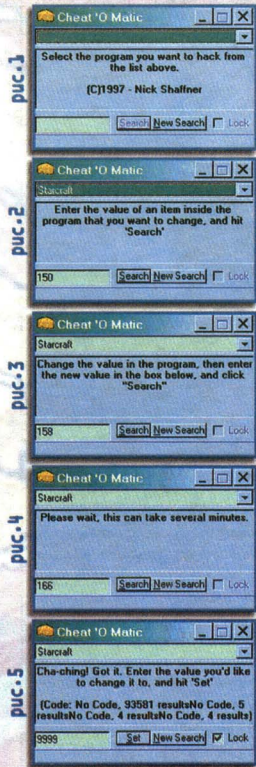 Cheat 'O Matic
Select the program you want to hack from
the list above.
(C)1997 - Nick Shaffner
Search New Search Lock
рис.1
Cheat 'O Matic
Starcraft
Enter the value of an item inside the
program that you want to change, and hit
'Search'
150 Search New Search Lock
рис.2
Cheat 'O Matic
Starcraft
Change the value in the program, then enter
the new value in the box below, and click
"Search"
158 Search New Search Lock
рис.3
Cheat 'O Matic
Starcraft
Please wait, this can take several minutes.
166 Search New Search Lock
рис.4
Cheat 'O Matic
Starcraft
Cha-ching! Got it. Enter the value you'd like
to change it to, and hit 'Set'
(Code: No Code, 93581 resultsNo Code, 5
resultsNo Code, 4 resultsNo Code, 4 results)
9999 Set New Search Lock
рис.5